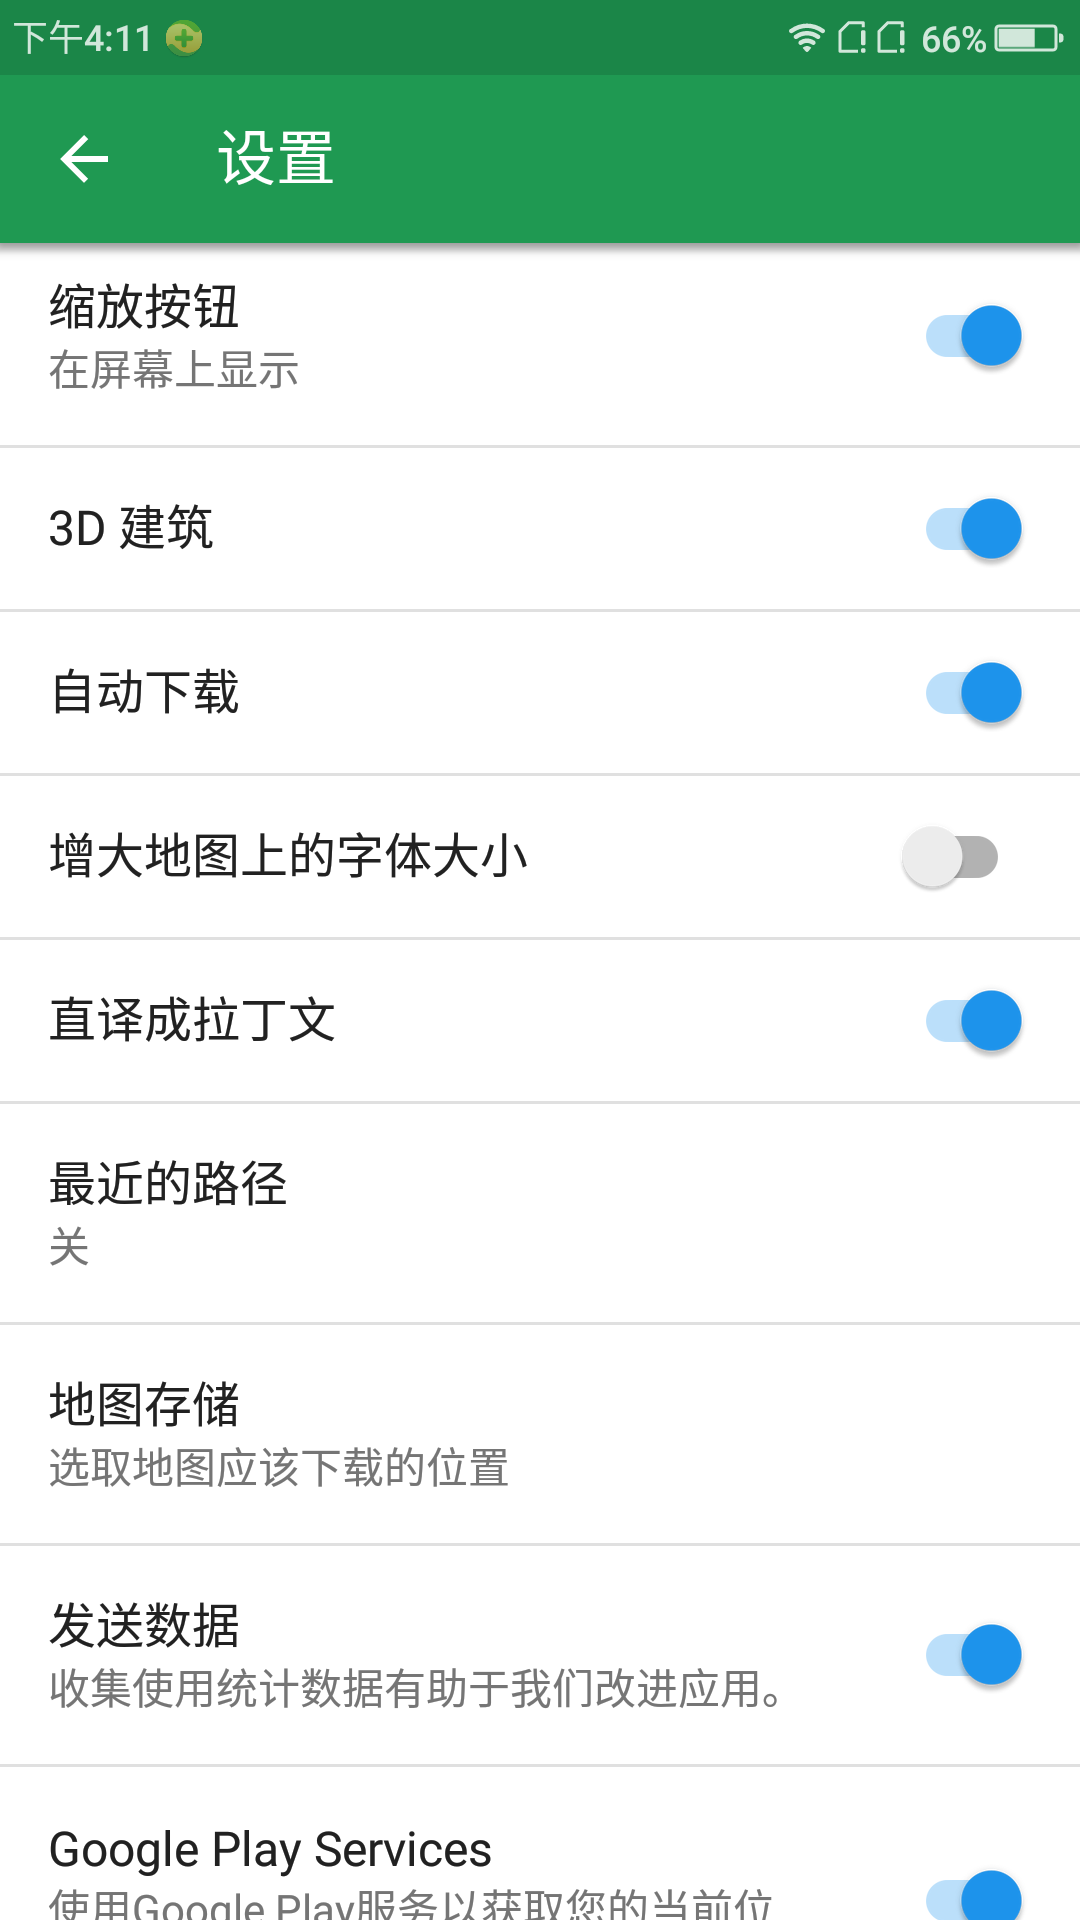 下午4:11
66%
设置
缩放按钮
在屏幕上显示
3D 建筑
自动下载
增大地图上的字体大小
直译成拉丁文
最近的路径
关
地图存储
选取地图应该下载的位置
发送数据
收集使用统计数据有助于我们改进应用。
Google Play Services
使用Google Play服务以获取您的当前位